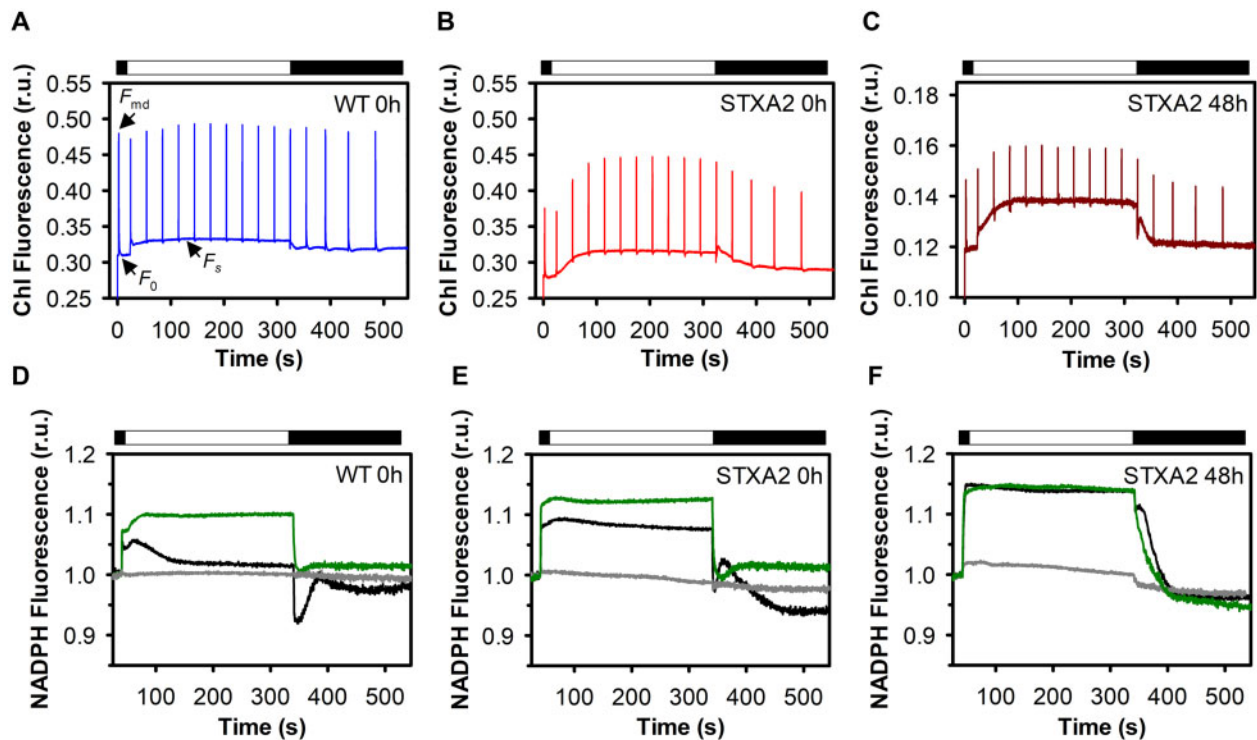 A
B
C
WT 0h
STXA2 0h
STXA2 48h
Chl Fluorescence (r.u.)
0.55
0.50
0.45
0.40
0.35
0.30
0.25
Fmd
F0
Fs
0 100 200 300 400 500
Time (s)
Chl Fluorescence (r.u.)
0.55
0.50
0.45
0.40
0.35
0.30
0.25
0 100 200 300 400 500
Time (s)
Chl Fluorescence (r.u.)
0.18
0.16
0.14
0.12
0.10
0 100 200 300 400 500
Time (s)
D
E
F
WT 0h
STXA2 0h
STXA2 48h
NADPH Fluorescence (r.u.)
1.2
1.1
1.0
0.9
100 200 300 400 500
Time (s)
NADPH Fluorescence (r.u.)
1.2
1.1
1.0
0.9
100 200 300 400 500
Time (s)
NADPH Fluorescence (r.u.)
1.2
1.1
1.0
0.9
100 200 300 400 500
Time (s)